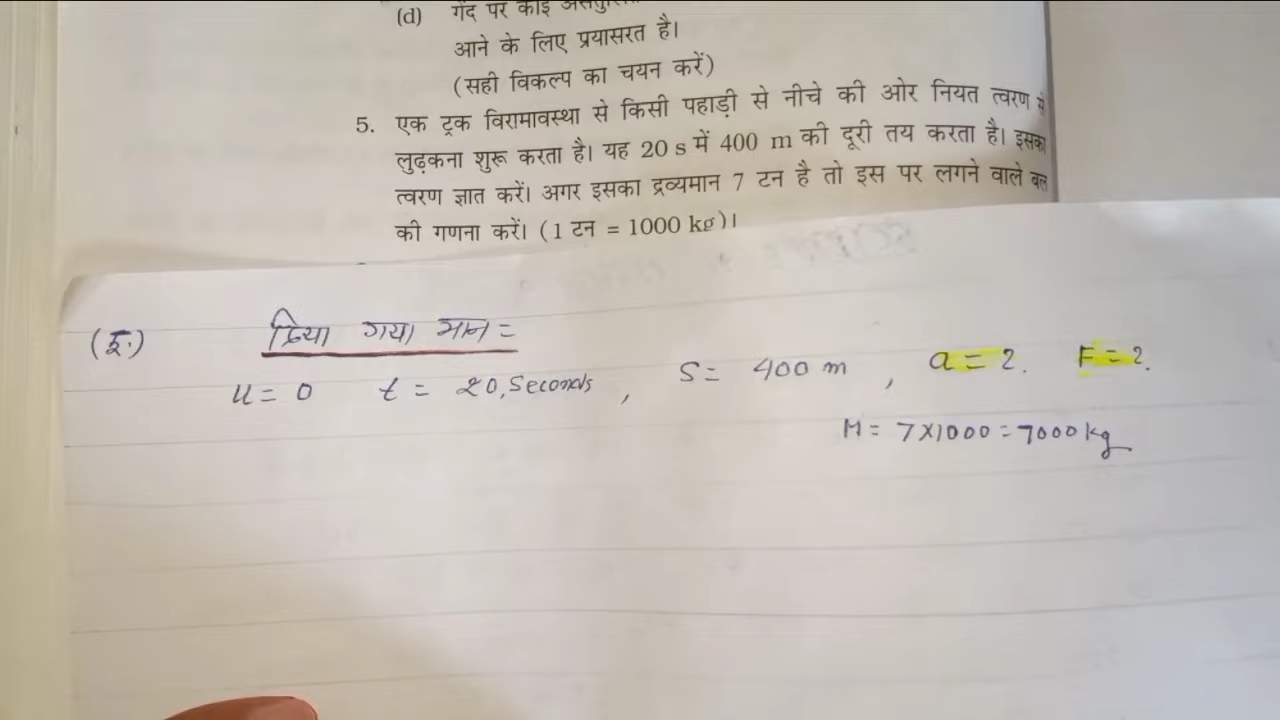 (d) गेंद पर कोई
आने के लिए प्रयासरत है।
(सही विकल्प का चयन करें)
5. एक ट्रक विरामावस्था से किसी पहाड़ी से नीचे की ओर नियत त्वरण से
लुढ़कना शुरू करता है। यह 20 s में 400 m की दूरी तय करता है। इसका
त्वरण ज्ञात करें। अगर इसका द्रव्यमान 7 टन है तो इस पर लगने वाले बल
की गणना करें। (1 टन = 1000 kg)।
दिया गया मान =
u = 0 t = 20, Seconds, S = 400 m, a = ?. F = ?.
M = 7×1000 = 7000 kg